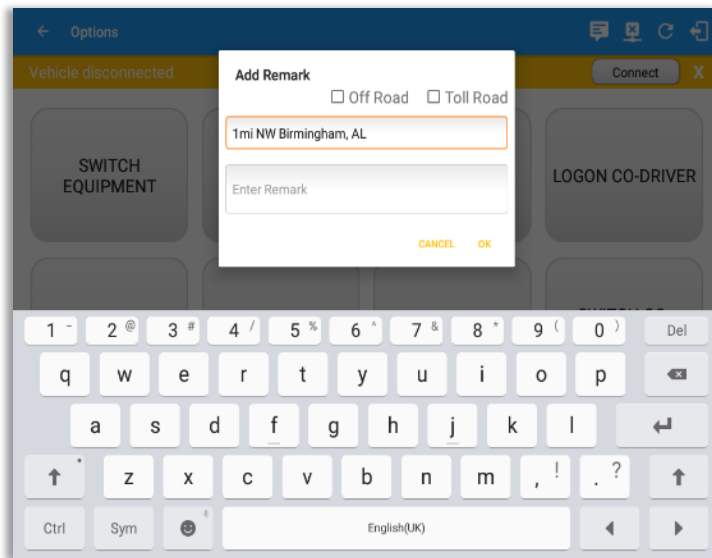 Options
Vehicle disconnected
Connect
X
Add Remark
Off Road
Toll Road
1mi NW Birmingham, AL
Enter Remark
CANCEL
OK
SWITCH
EQUIPMENT
LOGON CO-DRIVER
1 - 2 @ 3 # 4 / 5 % 6 ^ 7 & 8 * 9 ( 0 ) Del
q w e r t y u i o p
a s d f g h j k l
z x c v b n m , ! . ?
Ctrl Sym English(UK)